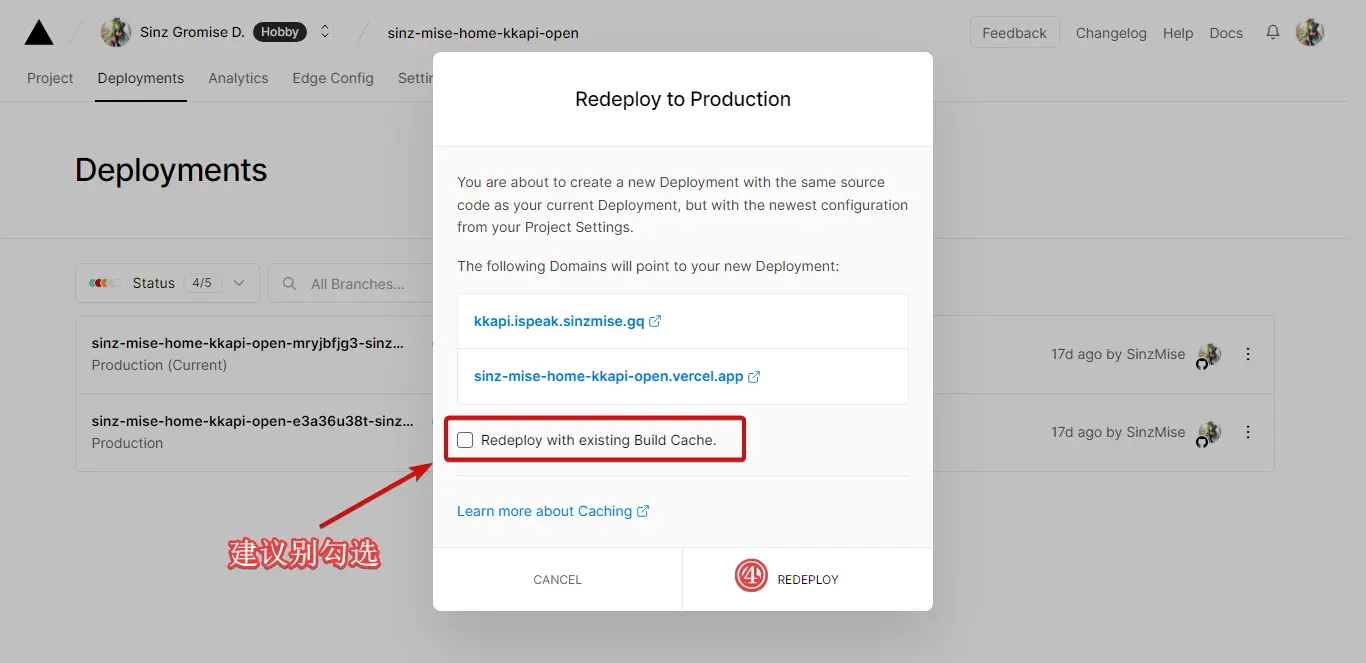 Sinz Gromise D. Hobby sinz-mise-home-kkapi-open Feedback Changelog Help Docs
Project Deployments Analytics Edge Config Settin
Redeploy to Production
Deployments
You are about to create a new Deployment with the same source
code as your current Deployment, but with the newest configuration
from your Project Settings.
The following Domains will point to your new Deployment:
Status 4/5 All Branches...
kkapi.ispeak.sinzmise.gq
sinz-mise-home-kkapi-open-mryjbfjg3-sinz...
Production (Current)
17d ago by SinzMise
sinz-mise-home-kkapi-open.vercel.app
sinz-mise-home-kkapi-open-e3a36u38t-sinz...
Production
17d ago by SinzMise
Redeploy with existing Build Cache.
Learn more about Caching
建议别勾选
CANCEL ④ REDEPLOY